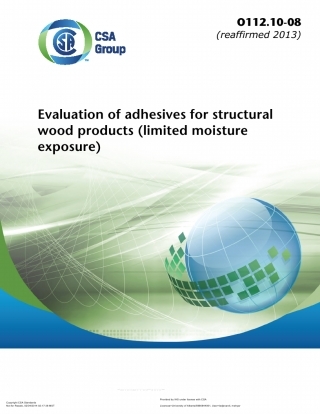 O112.10-08
(reaffirmed 2013)
CSA
Group
Evaluation of adhesives for structural
wood products (limited moisture
exposure)